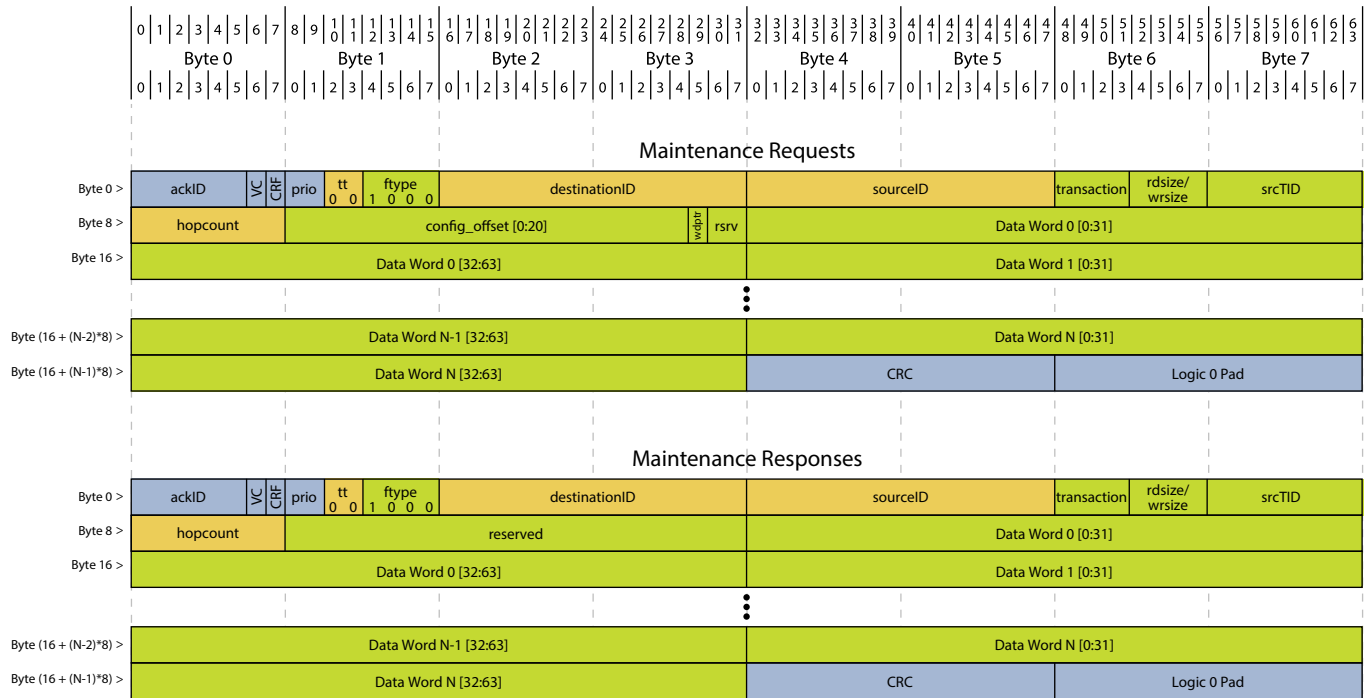 0 1 2 3 4 5 6 7 8 9 10 11 12 13 14 15 16 17 18 19 20 21 22 23 24 25 26 27 28 29 30 31 32 33 34 35 36 37 38 39 40 41 42 43 44 45 46 47 48 49 50 51 52 53 54 55 56 57 58 59 60 61 62 63
Byte 0 Byte 1 Byte 2 Byte 3 Byte 4 Byte 5 Byte 6 Byte 7
0 1 2 3 4 5 6 7 0 1 2 3 4 5 6 7 0 1 2 3 4 5 6 7 0 1 2 3 4 5 6 7 0 1 2 3 4 5 6 7 0 1 2 3 4 5 6 7 0 1 2 3 4 5 6 7 0 1 2 3 4 5 6 7
Maintenance Requests
Byte 0 > ackID VC CRF prio tt 0 0 ftype 1 0 0 0 destinationID sourceID transaction rdsize/ wrsize srcTID
Byte 8 > hopcount config_offset [0:20] wdptr rsrv Data Word 0 [0:31]
Byte 16 > Data Word 0 [32:63] Data Word 1 [0:31]
Byte (16 + (N-2)*8) > Data Word N-1 [32:63] Data Word N [0:31]
Byte (16 + (N-1)*8) > Data Word N [32:63] CRC Logic 0 Pad
Maintenance Responses
Byte 0 > ackID VC CRF prio tt 0 0 ftype 1 0 0 0 destinationID sourceID transaction rdsize/ wrsize srcTID
Byte 8 > hopcount reserved Data Word 0 [0:31]
Byte 16 > Data Word 0 [32:63] Data Word 1 [0:31]
Byte (16 + (N-2)*8) > Data Word N-1 [32:63] Data Word N [0:31]
Byte (16 + (N-1)*8) > Data Word N [32:63] CRC Logic 0 Pad